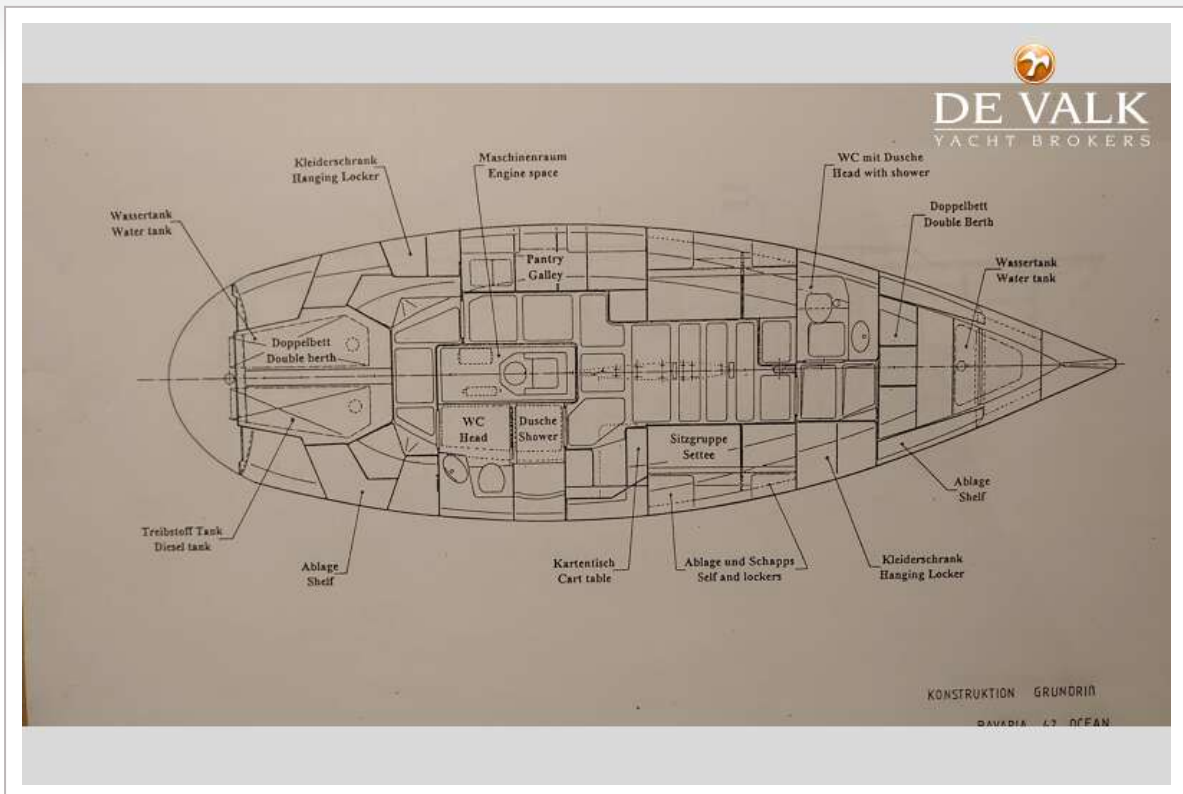 DE VALK
YACHT BROKERS
Kleiderschrank
Hanging Locker
Maschinenraum
Engine space
WC mit Dusche
Head with shower
Doppelbett
Double Berth
Wassertank
Water tank
Wassertank
Water tank
Pantry
Galley
Doppelbett
Double berth
WC
Head
Dusche
Shower
Sitzgruppe
Settee
Ablage
Shelf
Treibstoff Tank
Diesel tank
Ablage
Shelf
Kartentisch
Cart table
Ablage und Schapps
Self and lockers
Kleiderschrank
Hanging Locker
KONSTRUKTION GRUNDRIß
BAVARIA 47 OCEAN